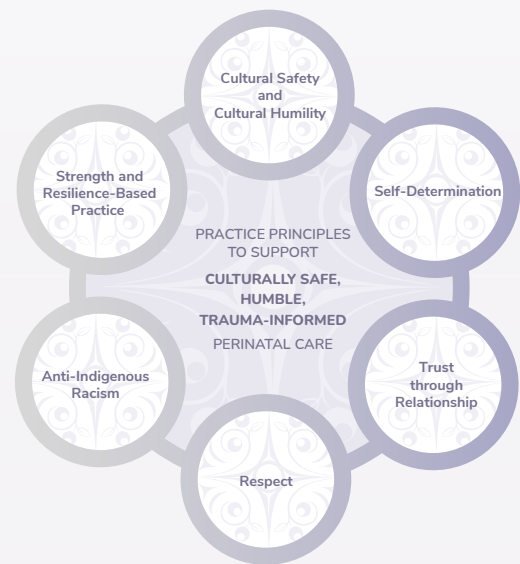 Cultural Safety
and
Cultural Humility
Strength and
Resilience-Based
Practice
Self-Determination
PRACTICE PRINCIPLES
TO SUPPORT
CULTURALLY SAFE,
HUMBLE,
TRAUMA-INFORMED
PERINATAL CARE
Anti-Indigenous
Racism
Trust
through
Relationship
Respect